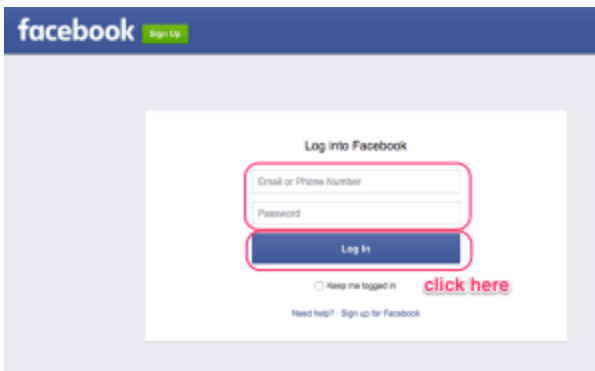 facebook Sign Up
Log into Facebook
Email or Phone Number
Password
Log In
Keep me logged in
click here
Need help? · Sign up for Facebook